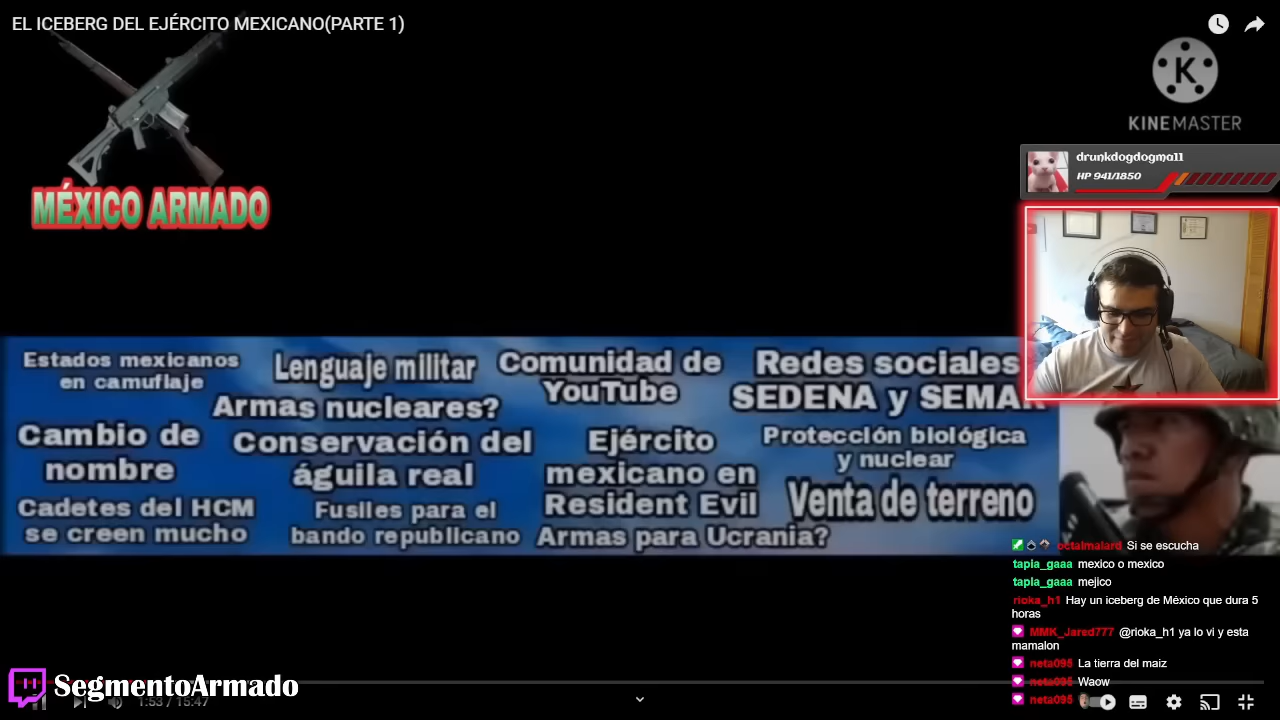 EL ICEBERG DEL EJÉRCITO MEXICANO(PARTE 1)
KINEMASTER
MÉXICO ARMADO
drunkdogdogma11
HP 941/1850
Estados mexicanos
en camuflaje
Lenguaje militar
Comunidad de
YouTube
Redes sociales
SEDENA y SEMAR
Armas nucleares?
Cambio de
nombre
Conservación del
águila real
Ejército
mexicano en
Resident Evil
Protección biológica
y nuclear
Venta de terreno
Cadetes del HCM
se creen mucho
Fusiles para el
bando republicano
Armas para Ucrania?
octalmalard Si se escucha
tapia_gaaa mexico o mexico
tapia_gaaa mejico
rioka_h1 Hay un iceberg de México que dura 5
horas
MMK_Jared777 @rioka_h1 ya lo vi y esta
mamalon
neta095 La tierra del maiz
neta095 Waow
neta095
SegmentoArmado
1:53 / 15:47